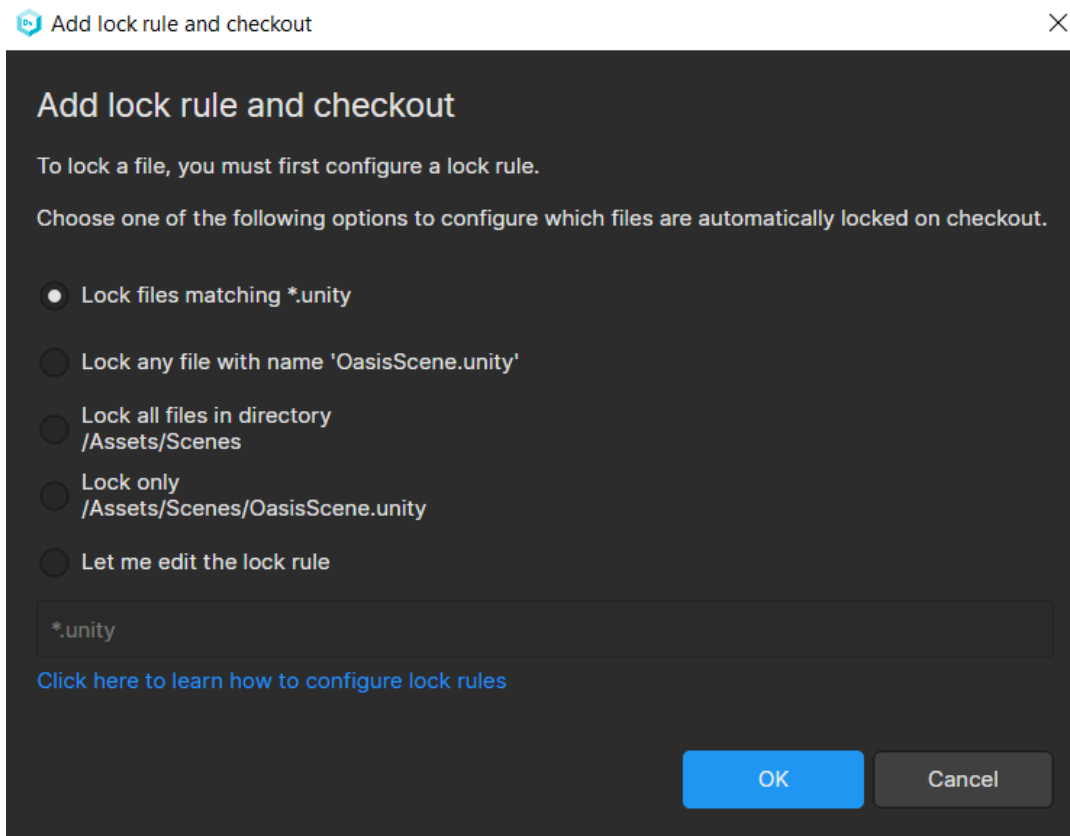 Add lock rule and checkout
Add lock rule and checkout
To lock a file, you must first configure a lock rule.
Choose one of the following options to configure which files are automatically locked on checkout.
Lock files matching *.unity
Lock any file with name 'OasisScene.unity'
Lock all files in directory
/Assets/Scenes
Lock only
/Assets/Scenes/OasisScene.unity
Let me edit the lock rule
*.unity
Click here to learn how to configure lock rules
OK Cancel